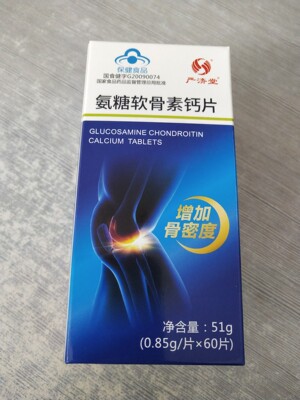 保健食品
国食健字G20090074
国家食品药品监督管理总局批准
严济堂
氨糖软骨素钙片
GLUCOSAMINE CHONDROITIN
CALCIUM TABLETS
增加
骨密度
净含量：51g
(0.85g/片×60片)